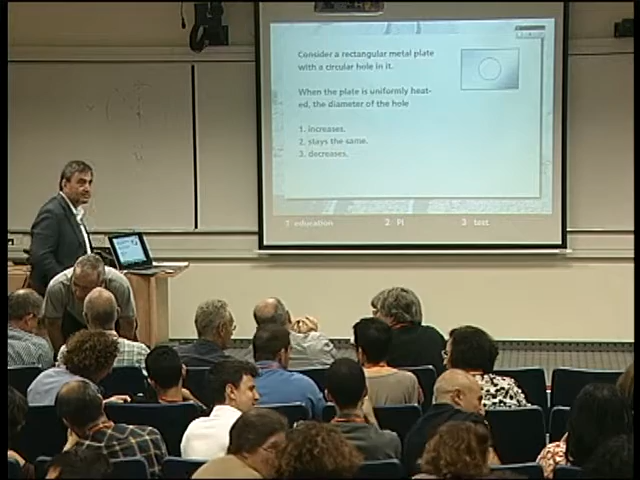 Consider a rectangular metal plate
with a circular hole in it.
When the plate is uniformly heat-
ed, the diameter of the hole
1. increases.
2. stays the same.
3. decreases.
1 education 2 PI 3 test